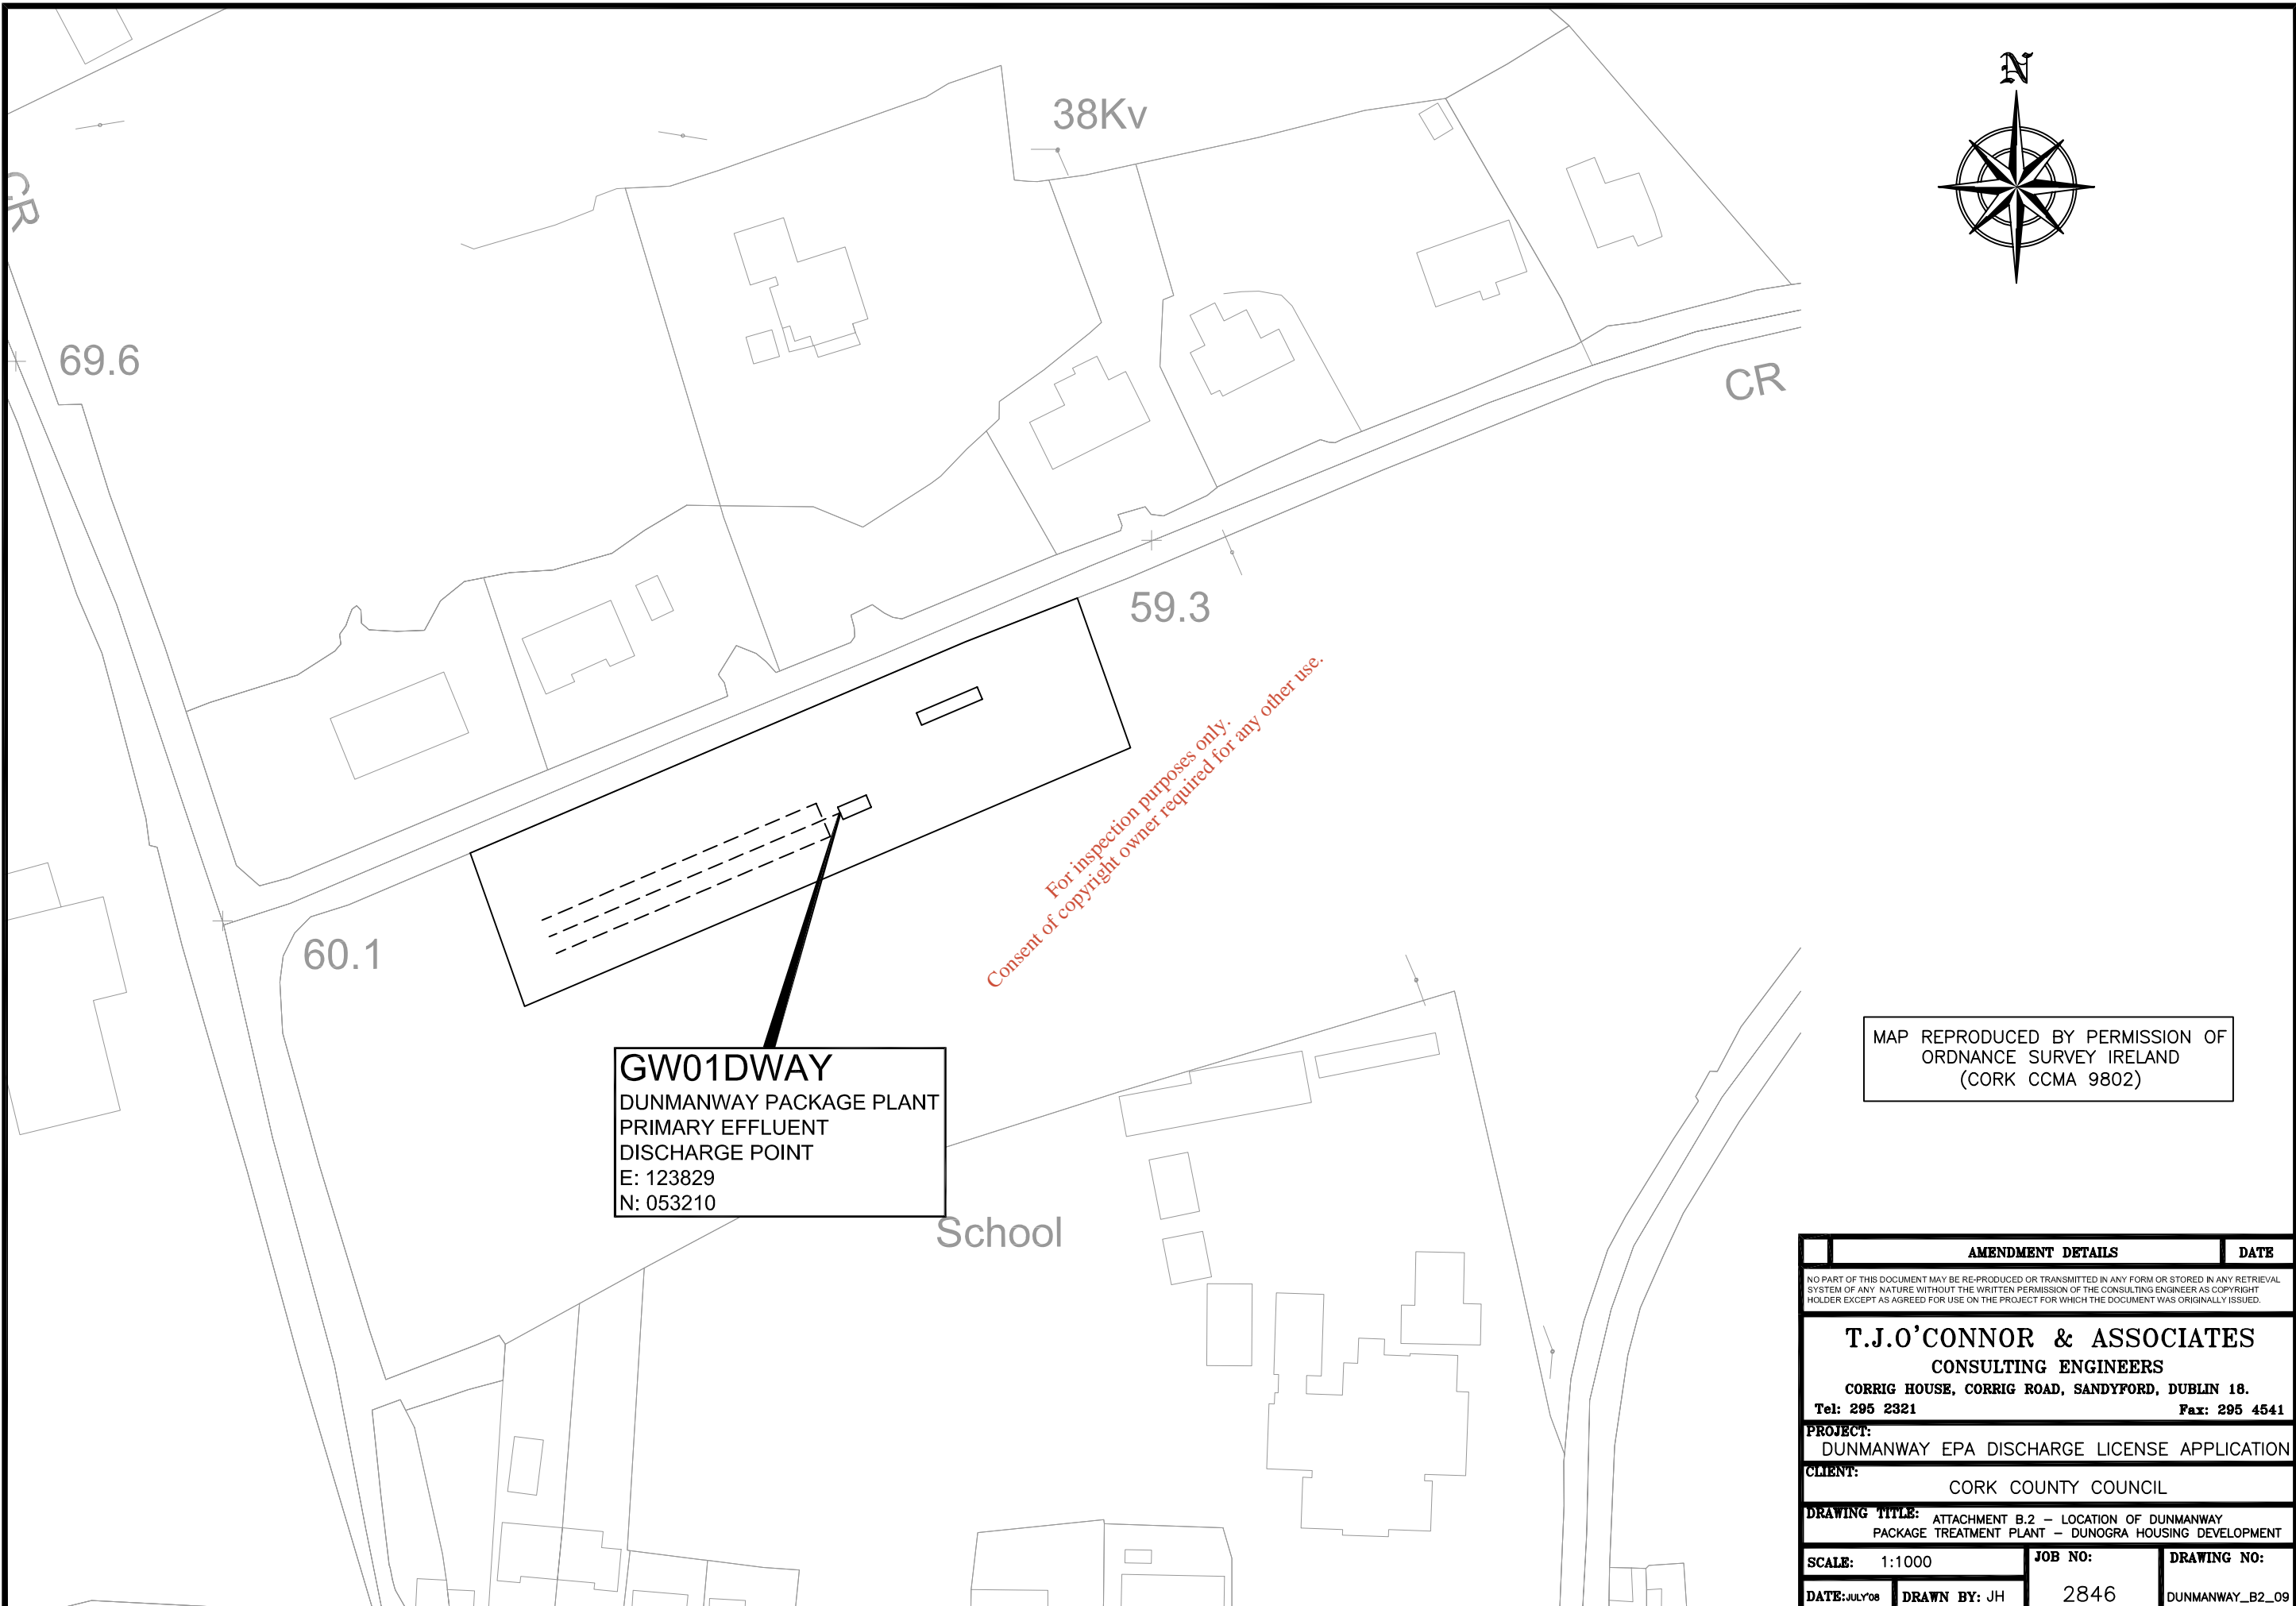 N
38Kv
CR
69.6
CR
59.3
60.1
For inspection purposes only.
Consent of copyright owner required for any other use.
GW01DWAY
DUNMANWAY PACKAGE PLANT
PRIMARY EFFLUENT
DISCHARGE POINT
E: 123829
N: 053210
School
MAP REPRODUCED BY PERMISSION OF
ORDNANCE SURVEY IRELAND
(CORK CCMA 9802)
AMENDMENT DETAILS DATE
NO PART OF THIS DOCUMENT MAY BE RE-PRODUCED OR TRANSMITTED IN ANY FORM OR STORED IN ANY RETRIEVAL
SYSTEM OF ANY NATURE WITHOUT THE WRITTEN PERMISSION OF THE CONSULTING ENGINEER AS COPYRIGHT
HOLDER EXCEPT AS AGREED FOR USE ON THE PROJECT FOR WHICH THE DOCUMENT WAS ORIGINALLY ISSUED.
T.J.O'CONNOR & ASSOCIATES
CONSULTING ENGINEERS
CORRIG HOUSE, CORRIG ROAD, SANDYFORD, DUBLIN 18.
Tel: 295 2321 Fax: 295 4541
PROJECT:
DUNMANWAY EPA DISCHARGE LICENSE APPLICATION
CLIENT:
CORK COUNTY COUNCIL
DRAWING TITLE: ATTACHMENT B.2 – LOCATION OF DUNMANWAY
PACKAGE TREATMENT PLANT – DUNOGRA HOUSING DEVELOPMENT
SCALE: 1:1000
JOB NO:
2846
DRAWING NO:
DUNMANWAY_B2_09
DATE:JULY'08 DRAWN BY: JH